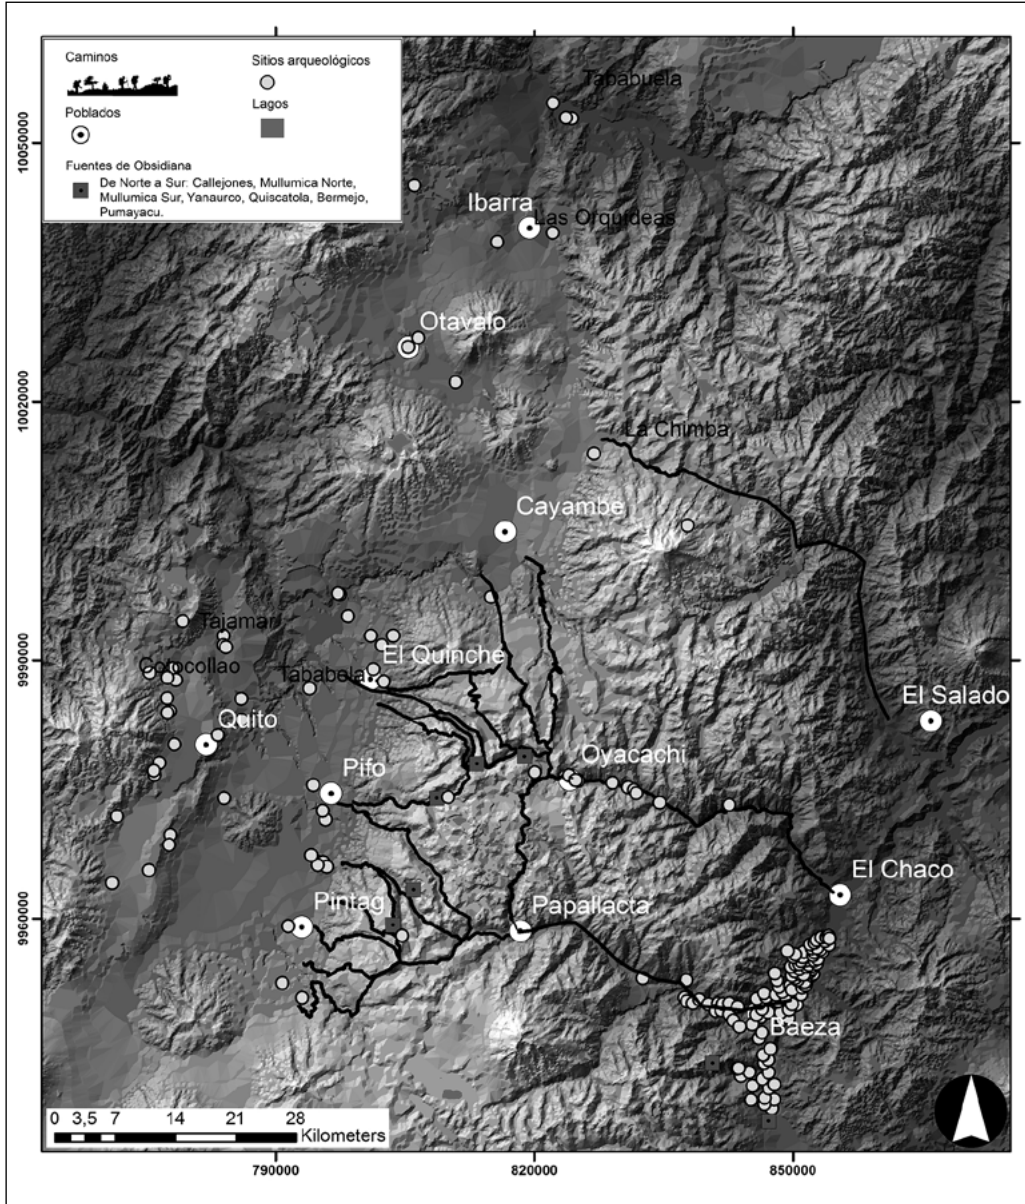 Caminos
Sitios arqueológicos
Poblados
Lagos
Fuentes de Obsidiana
De Norte a Sur: Callejones, Mullumica Norte,
Mullumica Sur, Yanaurco, Quiscatola, Bermejo,
Pumayacu.
10050000
10020000
9990000
9960000
Tababuela
Ibarra
Las Orquídeas
Otavalo
La Chimba
Cayambe
Tajamar
Cotocollao
Tababela
El Quinche
El Salado
Quito
Oyacachi
Pifo
El Chaco
Pintag
Papallacta
Baeza
0 3,5 7 14 21 28
Kilometers
790000 820000 850000